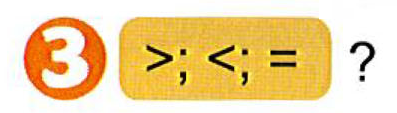 3 >; <; = ?